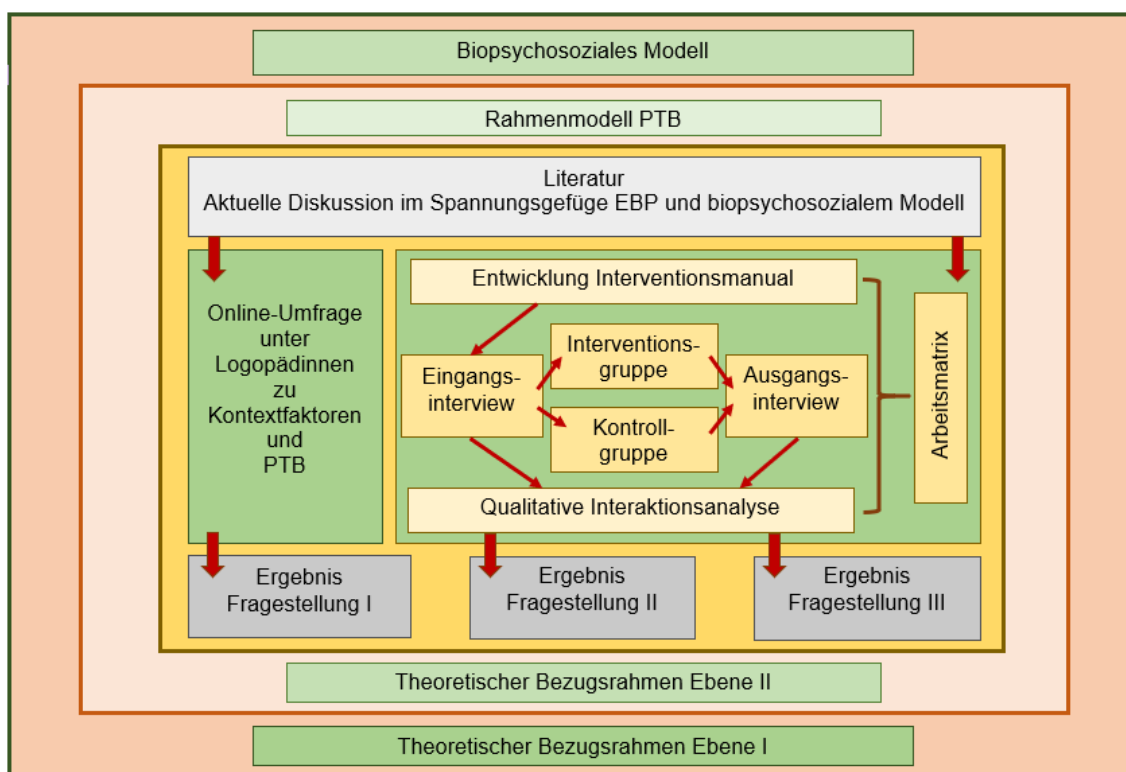 Biopsychosoziales Modell
Rahmenmodell PTB
Literatur
Aktuelle Diskussion im Spannungsgefüge EBP und biopsychosozialem Modell
Online-Umfrage
unter
Logopädinnen
zu
Kontextfaktoren
und
PTB
Entwicklung Interventionsmanual
Eingangs-
interview
Interventions-
gruppe
Kontroll-
gruppe
Ausgangs-
interview
Qualitative Interaktionsanalyse
Arbeitsmatrix
Ergebnis
Fragestellung I
Ergebnis
Fragestellung II
Ergebnis
Fragestellung III
Theoretischer Bezugsrahmen Ebene II
Theoretischer Bezugsrahmen Ebene I